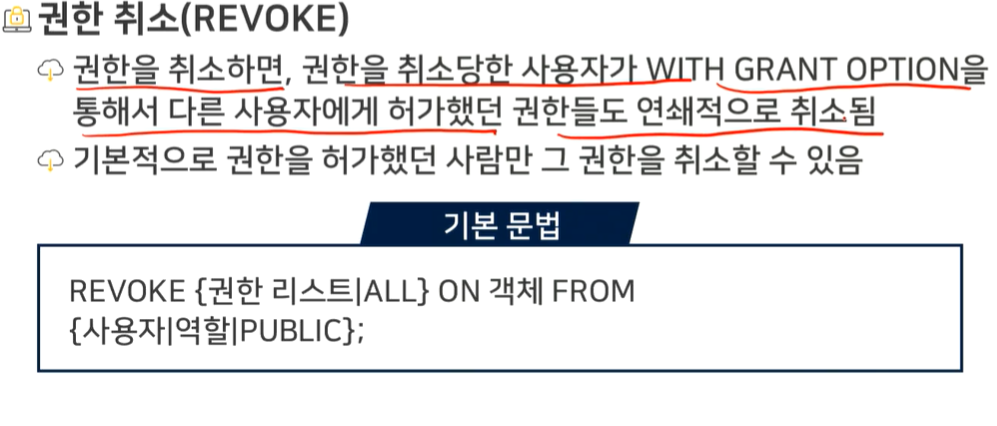 권한 취소(REVOKE)
권한을 취소하면, 권한을 취소당한 사용자가 WITH GRANT OPTION을
통해서 다른 사용자에게 허가했던 권한들도 연쇄적으로 취소됨
기본적으로 권한을 허가했던 사람만 그 권한을 취소할 수 있음
기본 문법
REVOKE {권한 리스트|ALL} ON 객체 FROM
{사용자|역할|PUBLIC};